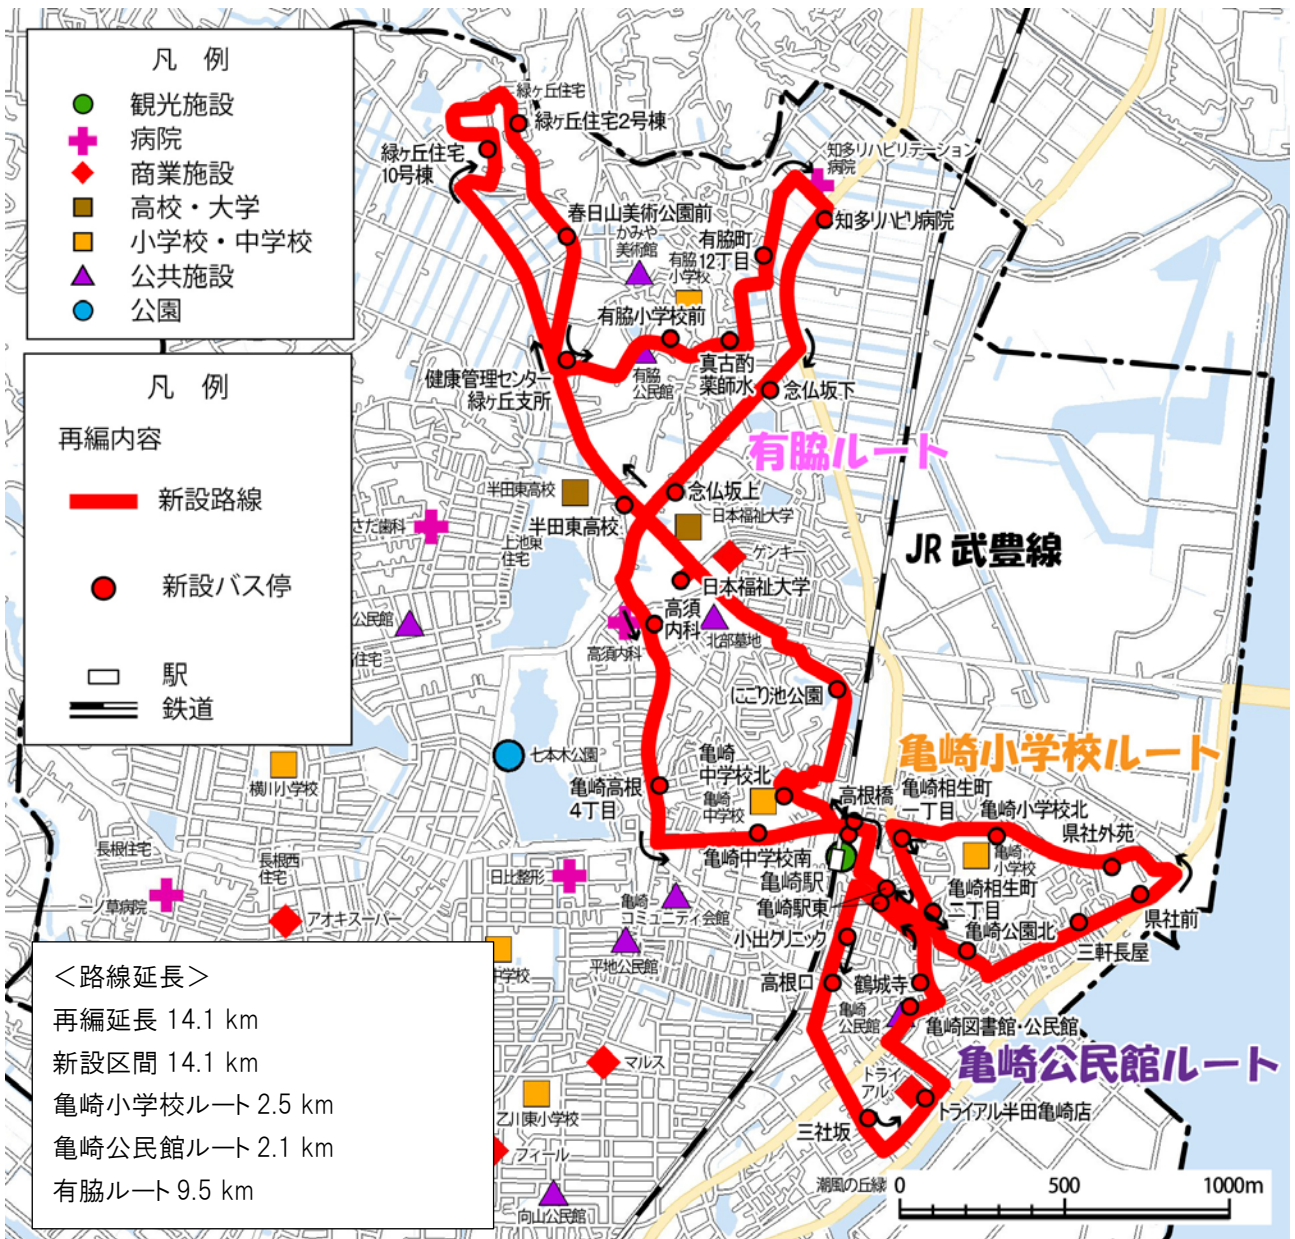 凡 例
観光施設
病院
商業施設
高校・大学
小学校・中学校
公共施設
公園
凡 例
再編内容
新設路線
新設バス停
駅
鉄道
緑ヶ丘住宅
緑ヶ丘住宅2号棟
緑ヶ丘住宅
10号棟
知多リハビリテーション
病院
知多リハビリ病院
春日山美術公園前
かみや
美術館
有脇町
12丁目
有脇
小学校
有脇小学校前
真古酌
薬師水
有脇
公民館
健康管理センター
緑ヶ丘支所
念仏坂下
有脇ルート
念仏坂上
半田東高校
半田東高校
日本福祉大学
さだ歯科
上池東
住宅
ゲンキー
JR 武豊線
日本福祉大学
高須
内科
公民館
高須内科
北部墓地
住宅
にごり池公園
七本木公園
横川小学校
亀崎
中学校北
亀崎小学校ルート
亀崎高根
4丁目
亀崎
中学校
高根橋
亀崎相生町
一丁目
亀崎小学校北
県社外苑
長根住宅
長根西
住宅
亀崎中学校南
亀崎
小学校
日比整形
亀崎駅
亀崎相生町
二丁目
一ノ草病院
アオキスーパー
亀崎
コミュニティ会館
亀崎駅東
県社前
小出クリニック
亀崎公園北
三軒長屋
中学校
平地公民館
高根口
鶴城寺
亀崎
公民館
亀崎図書館・公民館
亀崎公民館ルート
マルス
トライ
アル
乙川東小学校
トライアル半田亀崎店
三社坂
フィール
潮風の丘緑
向山公民館
0 500 1000m
＜路線延長＞
再編延長 14.1 km
新設区間 14.1 km
亀崎小学校ルート 2.5 km
亀崎公民館ルート 2.1 km
有脇ルート 9.5 km